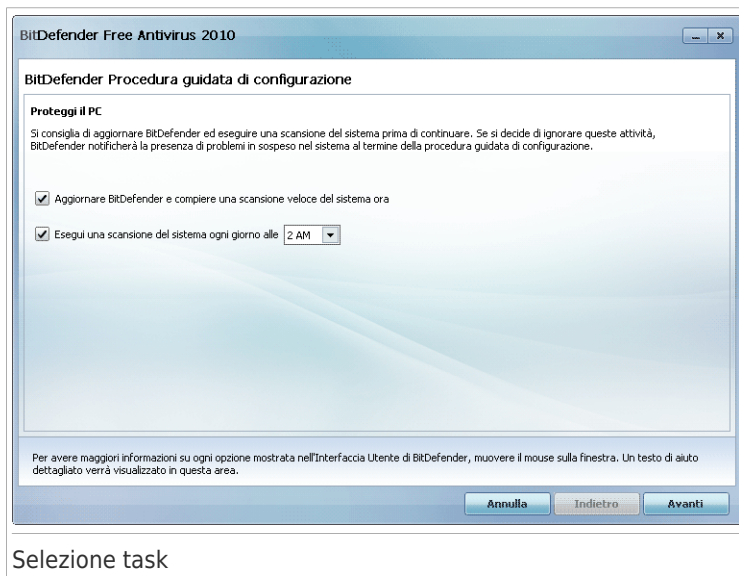 BitDefender Free Antivirus 2010
BitDefender Procedura guidata di configurazione
Proteggi il PC
Si consiglia di aggiornare BitDefender ed eseguire una scansione del sistema prima di continuare. Se si decide di ignorare queste attività,
BitDefender notificherà la presenza di problemi in sospeso nel sistema al termine della procedura guidata di configurazione.
Aggiornare BitDefender e compiere una scansione veloce del sistema ora
Esegui una scansione del sistema ogni giorno alle 2 AM
Per avere maggiori informazioni su ogni opzione mostrata nell'Interfaccia Utente di BitDefender, muovere il mouse sulla finestra. Un testo di aiuto
dettagliato verrà visualizzato in questa area.
Annulla Indietro Avanti
Selezione task